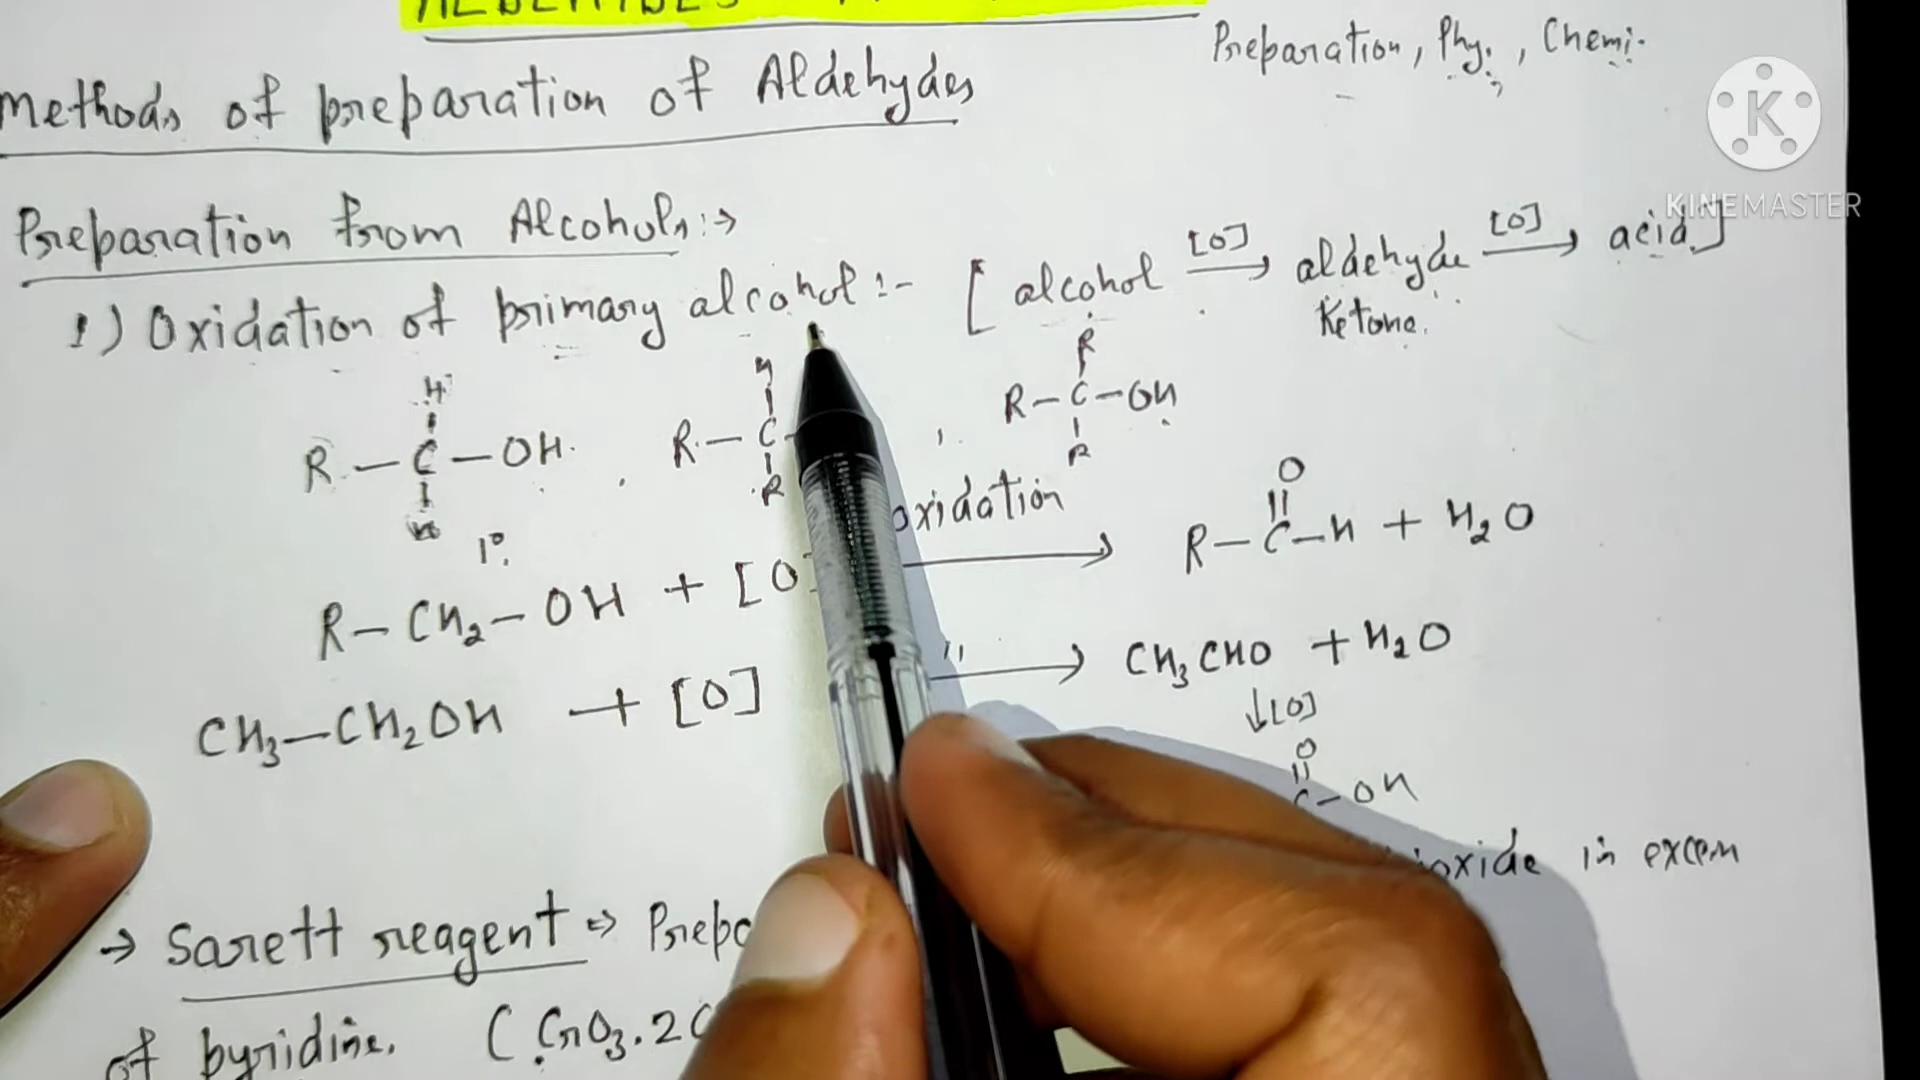 Preparation, Phy., Chemi.
Methods of preparation of Aldehydes
K
KINEMASTER
Preparation from Alcohols:→
[alcohol [O]→ aldehyde [O]→ acid]
Ketone.
1) Oxidation of primary alcohol :-
H
R-C-OH.
H
1°.
H
R-C
R
R
R-C-OH
R
R-CH₂-OH + [O] oxidation →
O
R-C-H + H₂O
CH₃-CH₂OH + [O] " → CH₃CHO + H₂O
↓[O]
O
C-OH
→ Sarett reagent ⇒ oxide in excess
of pyridine. (CrO₃.2C